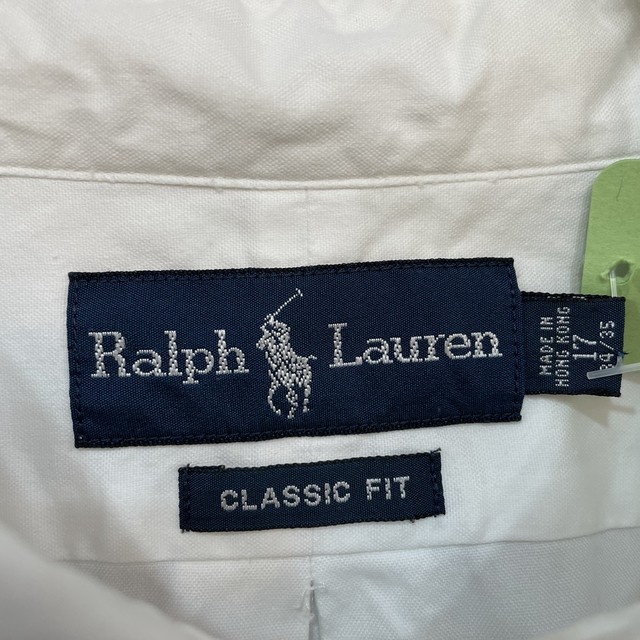 Ralph Lauren
MADE IN
HONG KONG
17
34/35
CLASSIC FIT